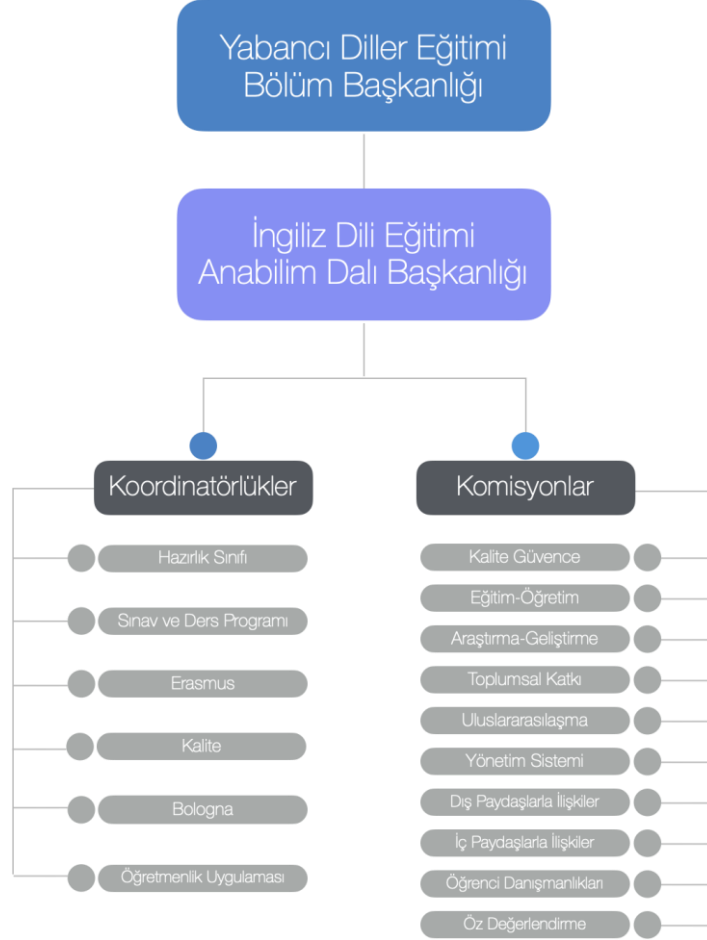 Yabancı Diller Eğitimi
Bölüm Başkanlığı
İngiliz Dili Eğitimi
Anabilim Dalı Başkanlığı
Koordinatörlükler
Hazırlık Sınıfı
Sınav ve Ders Programı
Erasmus
Kalite
Bologna
Öğretmenlik Uygulaması
Komisyonlar
Kalite Güvence
Eğitim-Öğretim
Araştırma-Geliştirme
Toplumsal Katkı
Uluslararasılaşma
Yönetim Sistemi
Dış Paydaşlarla İlişkiler
İç Paydaşlarla İlişkiler
Öğrenci Danışmanlıkları
Öz Değerlendirme